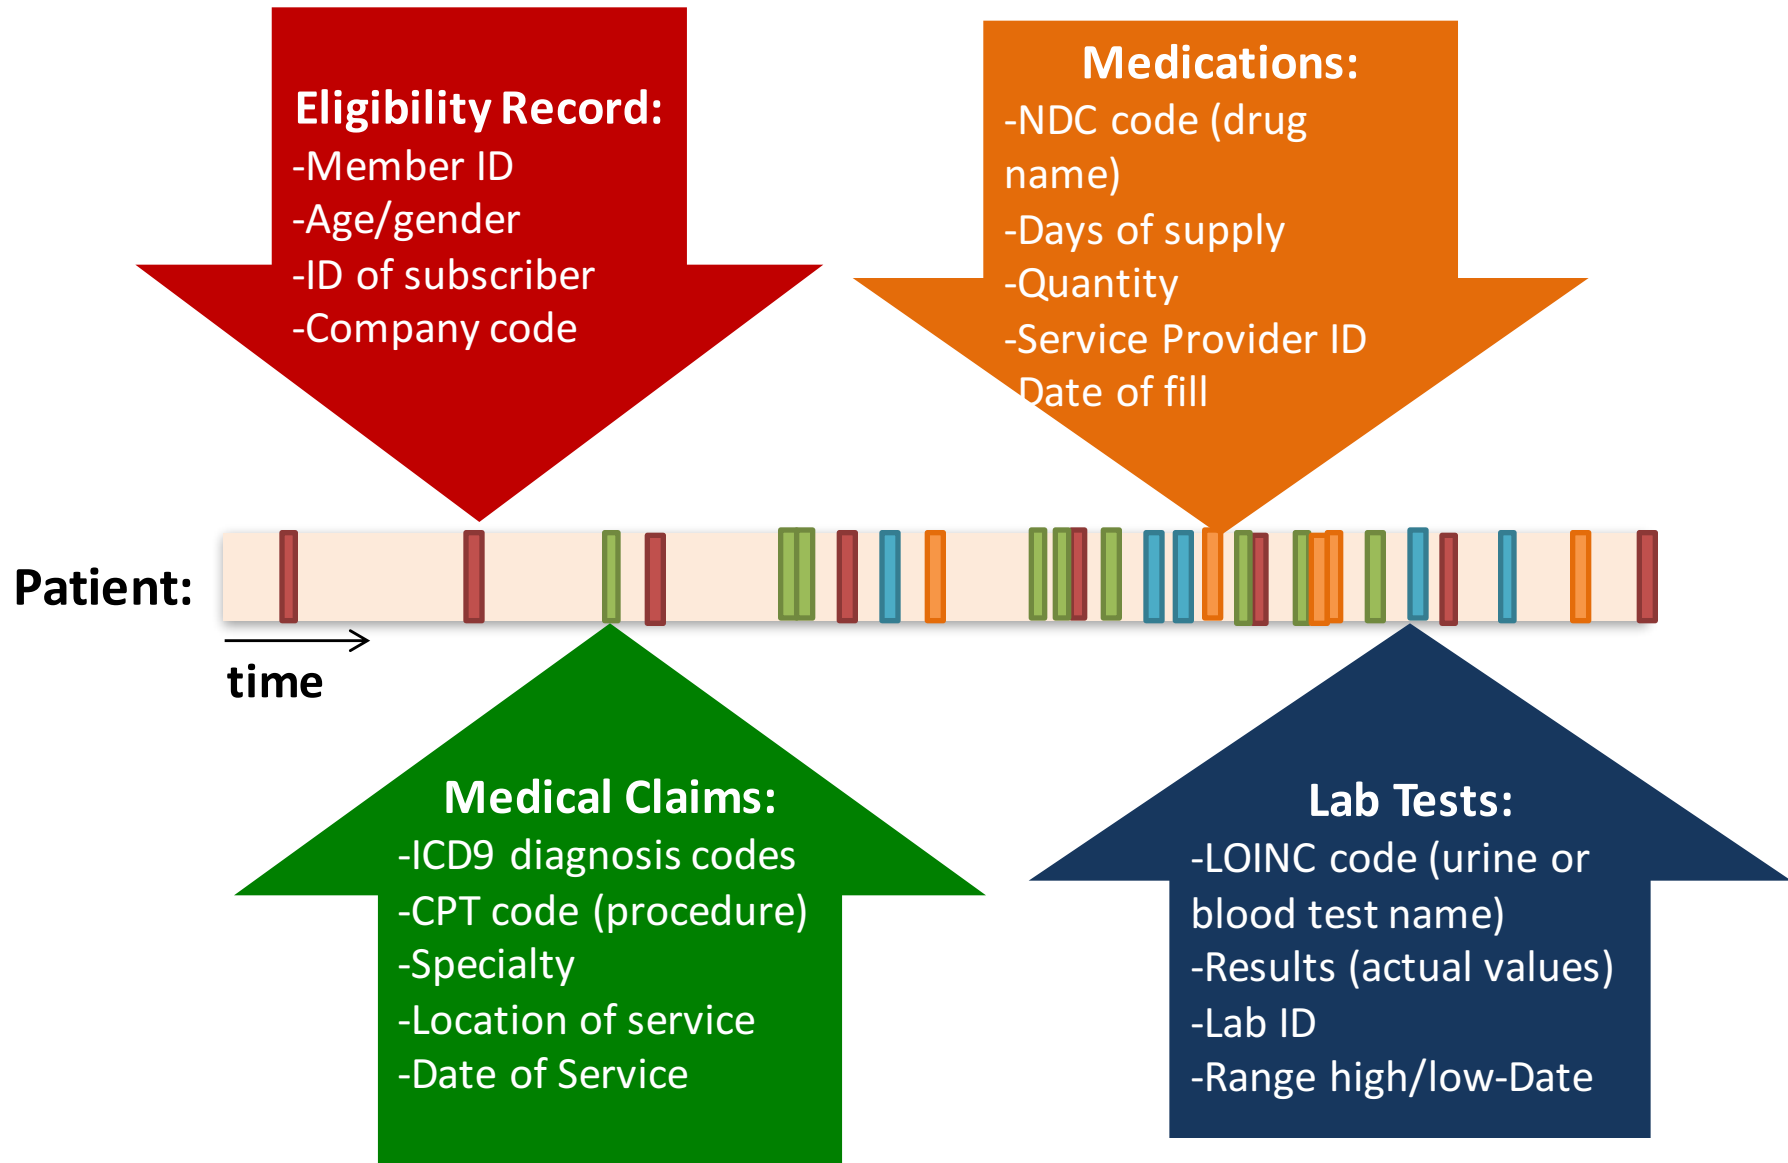 Eligibility Record:
-Member ID
-Age/gender
-ID of subscriber
-Company code
Medications:
-NDC code (drug
name)
-Days of supply
-Quantity
-Service Provider ID
-Date of fill
Patient:
time
Medical Claims:
-ICD9 diagnosis codes
-CPT code (procedure)
-Specialty
-Location of service
-Date of Service
Lab Tests:
-LOINC code (urine or
blood test name)
-Results (actual values)
-Lab ID
-Range high/low-Date